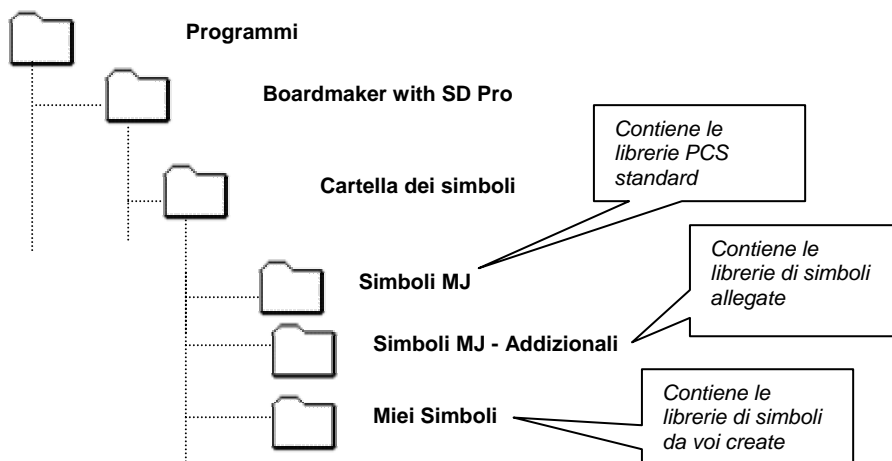 Programmi
Boardmaker with SD Pro
Contiene le
librerie PCS
standard
Cartella dei simboli
Contiene le
librerie di simboli
allegate
Simboli MJ
Simboli MJ - Addizionali
Contiene le
librerie di simboli
da voi create
Miei Simboli